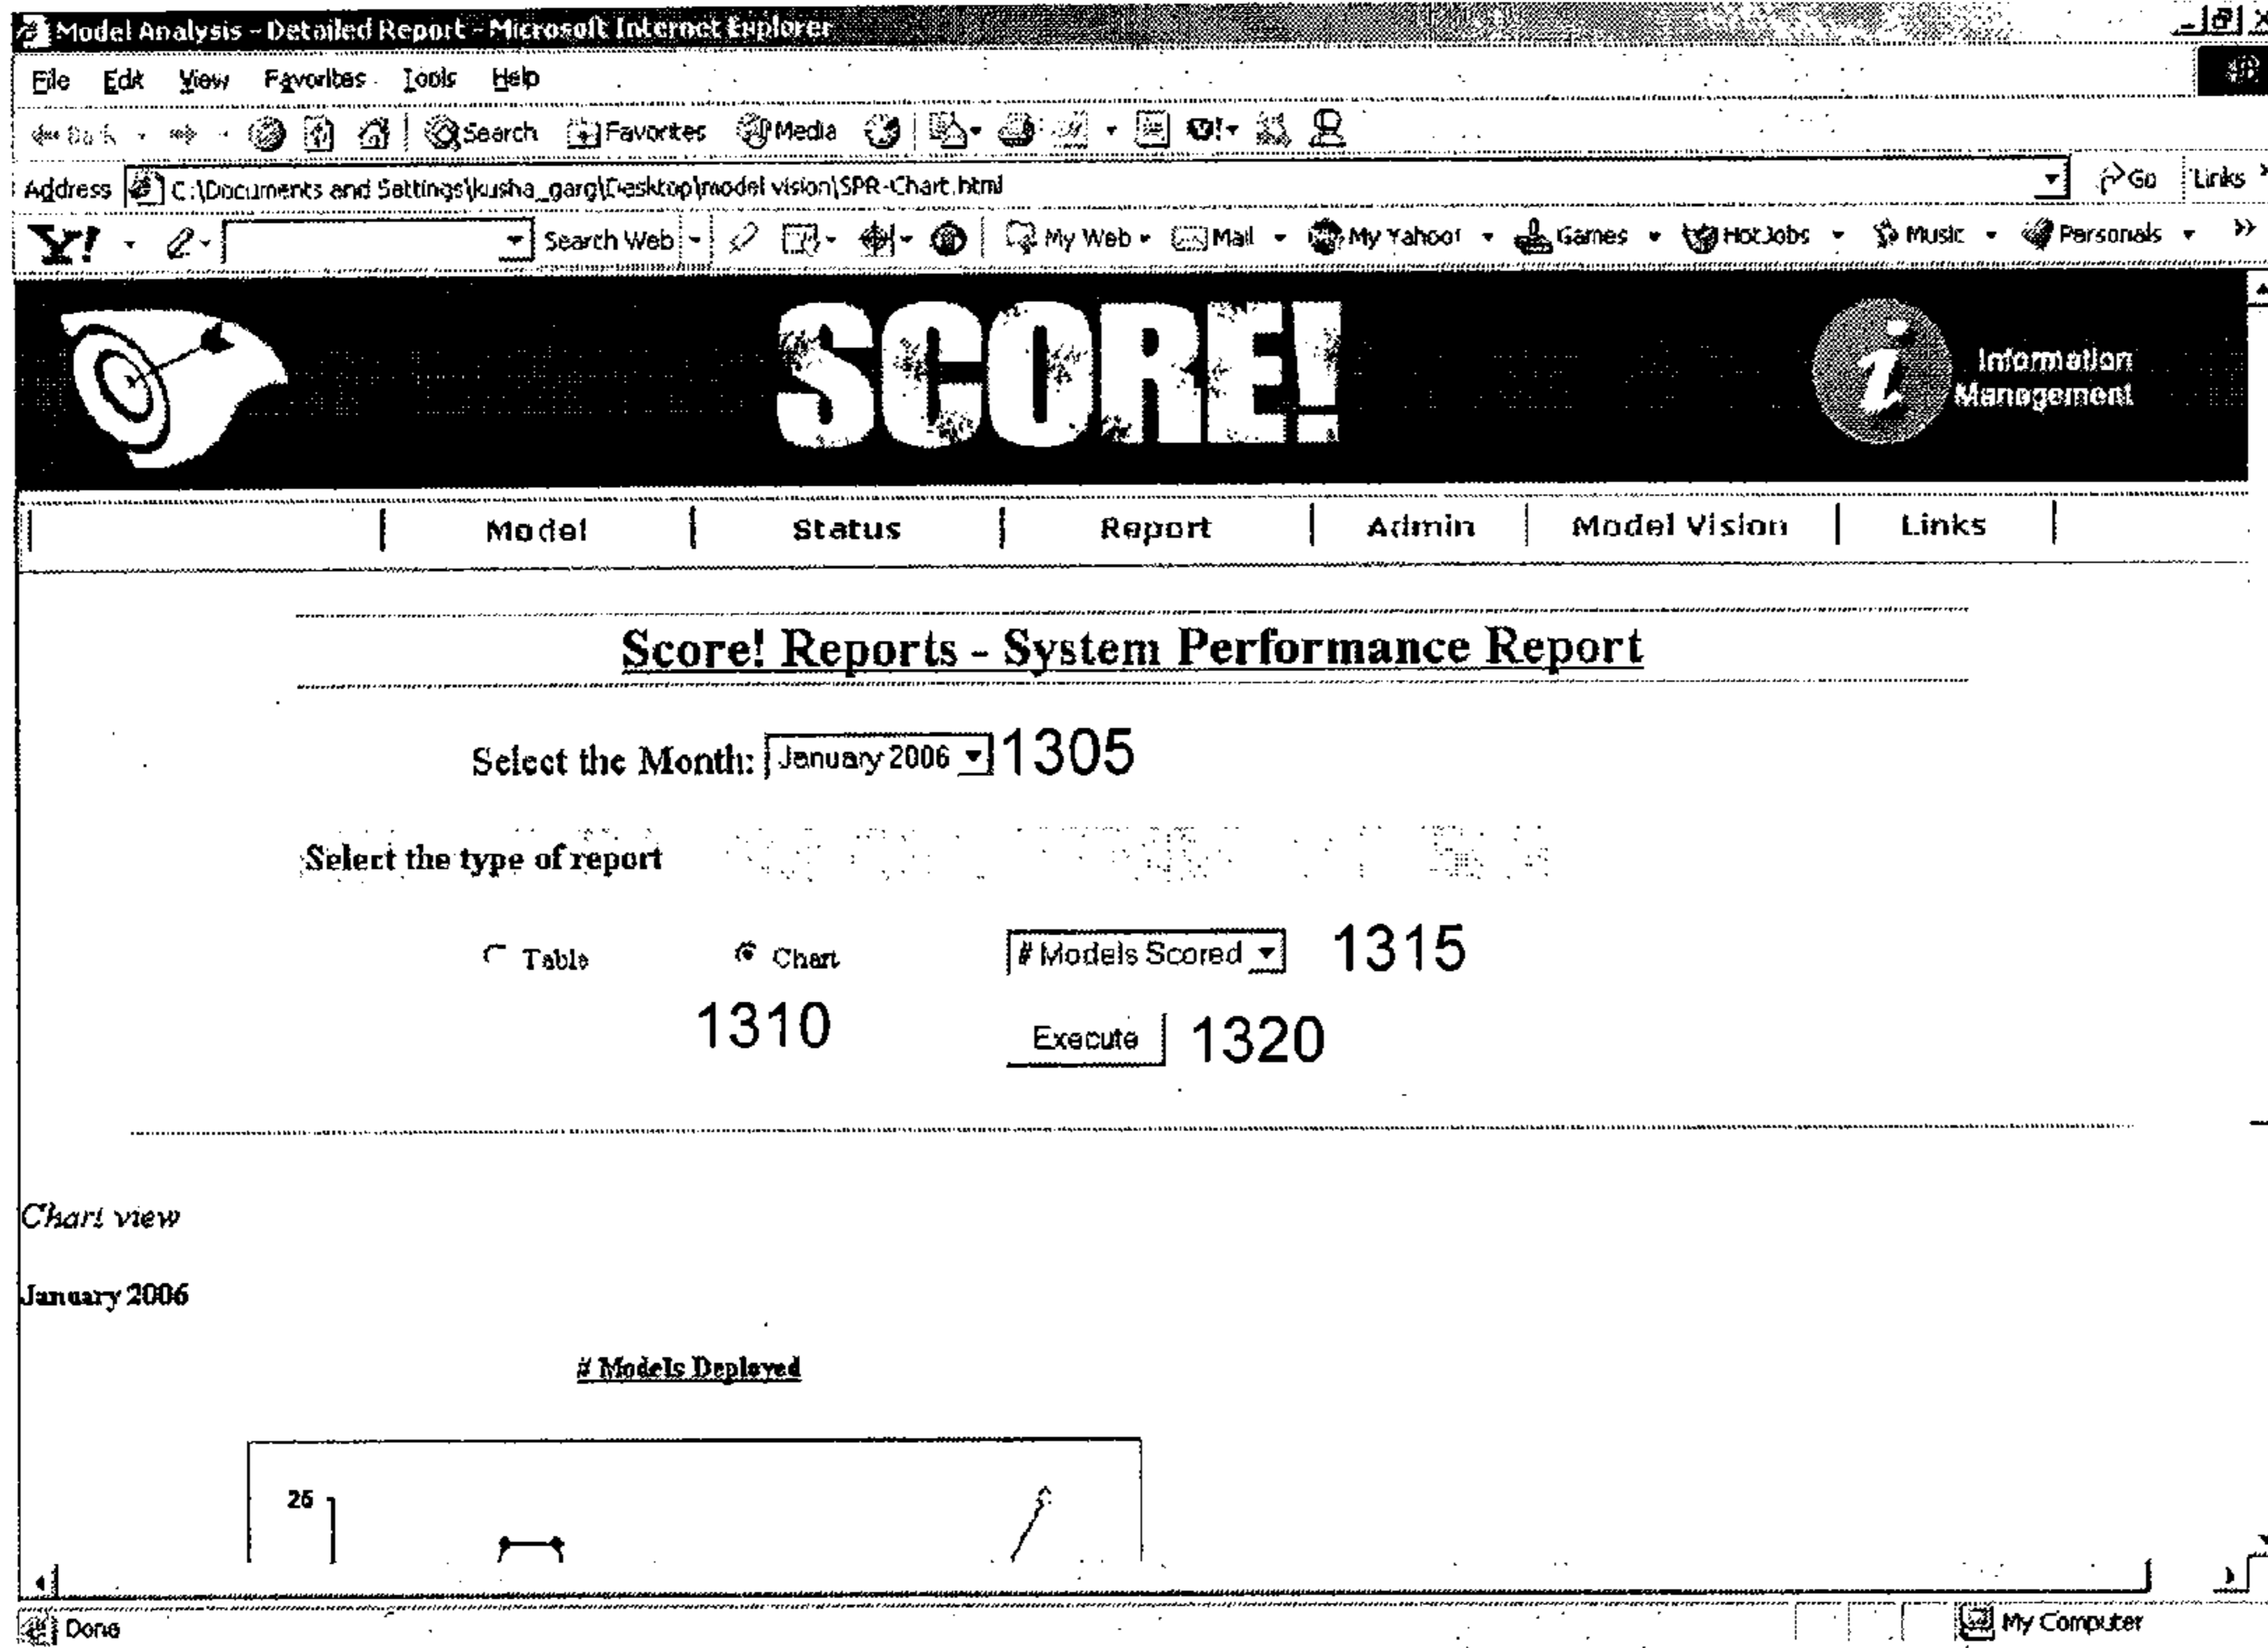 Model Analysis - Detailed Report - Microsoft Internet Explorer
File Edit View Favorites Tools Help
Back Search Favorites Media
Address C:\Documents and Settings\kusha_garg\Desktop\model vision\SPR-Chart.html Go Links »
Y! Search Web My Web Mail My Yahoo! Games HotJobs Music Personals »
SCORE!
i Information Management
Model Status Report Admin Model Vision Links
Score! Reports - System Performance Report
Select the Month: January 2006 1305
Select the type of report
Table Chart # Models Scored 1315
1310 Execute 1320
Chart view
January 2006
# Models Deployed
25
Done My Computer